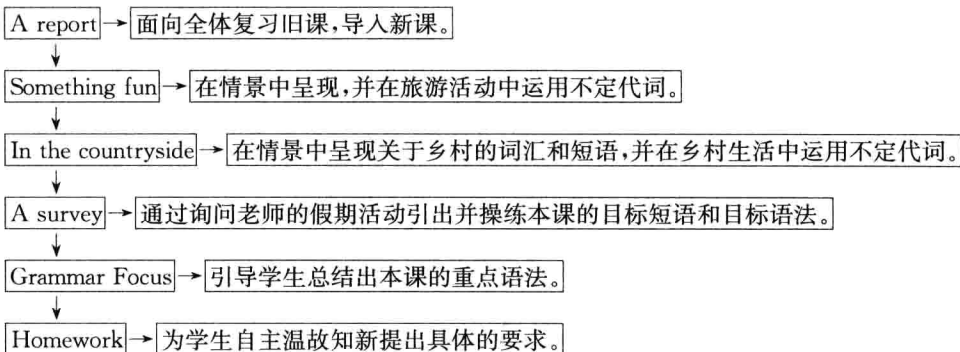 A report → 面向全体复习旧课,导入新课。
Something fun → 在情景中呈现,并在旅游活动中运用不定代词。
In the countryside → 在情景中呈现关于乡村的词汇和短语,并在乡村生活中运用不定代词。
A survey → 通过询问老师的假期活动引出并操练本课的目标短语和目标语法。
Grammar Focus → 引导学生总结出本课的重点语法。
Homework → 为学生自主温故知新提出具体的要求。